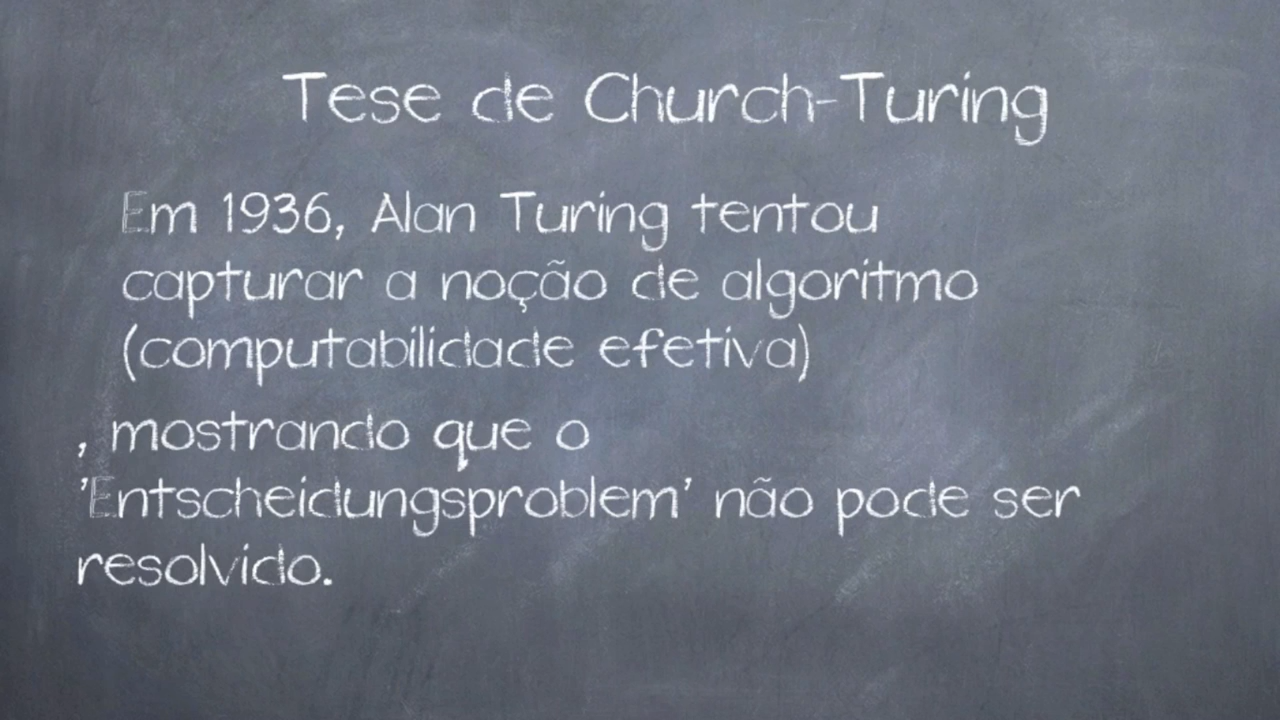 Tese de Church-Turing
Em 1936, Alan Turing tentou
capturar a noção de algoritmo
(computabilidade efetiva)
, mostrando que o
'Entscheidungsproblem' não pode ser
resolvido.